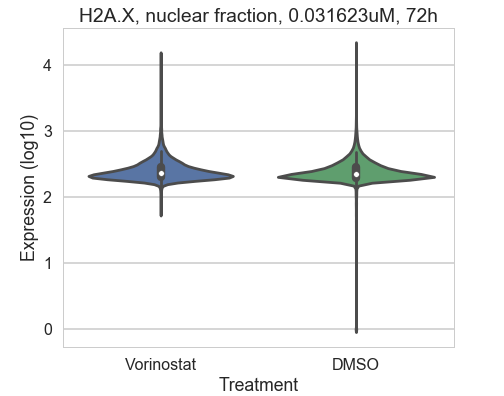 H2A.X, nuclear fraction, 0.031623uM, 72h
4
3
2
1
0
Expression (log10)
Vorinostat DMSO
Treatment